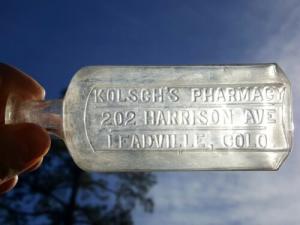 KOLSCH'S PHARMACY
202 HARRISON AVE
LEADVILLE, COLO